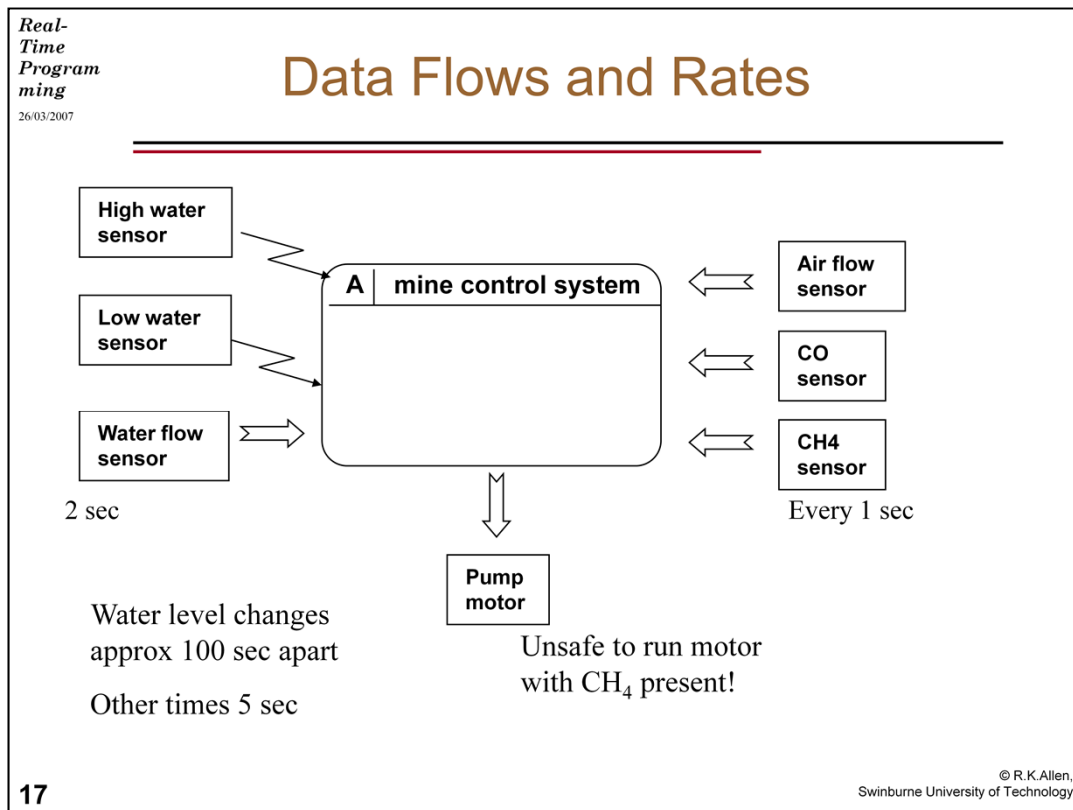 Real-
Time
Program
ming
26/03/2007
Data Flows and Rates
High water
sensor
Low water
sensor
Water flow
sensor
2 sec
A mine control system
Air flow
sensor
CO
sensor
CH4
sensor
Every 1 sec
Pump
motor
Water level changes
approx 100 sec apart
Other times 5 sec
Unsafe to run motor
with CH₄ present!
17
© R.K.Allen,
Swinburne University of Technology